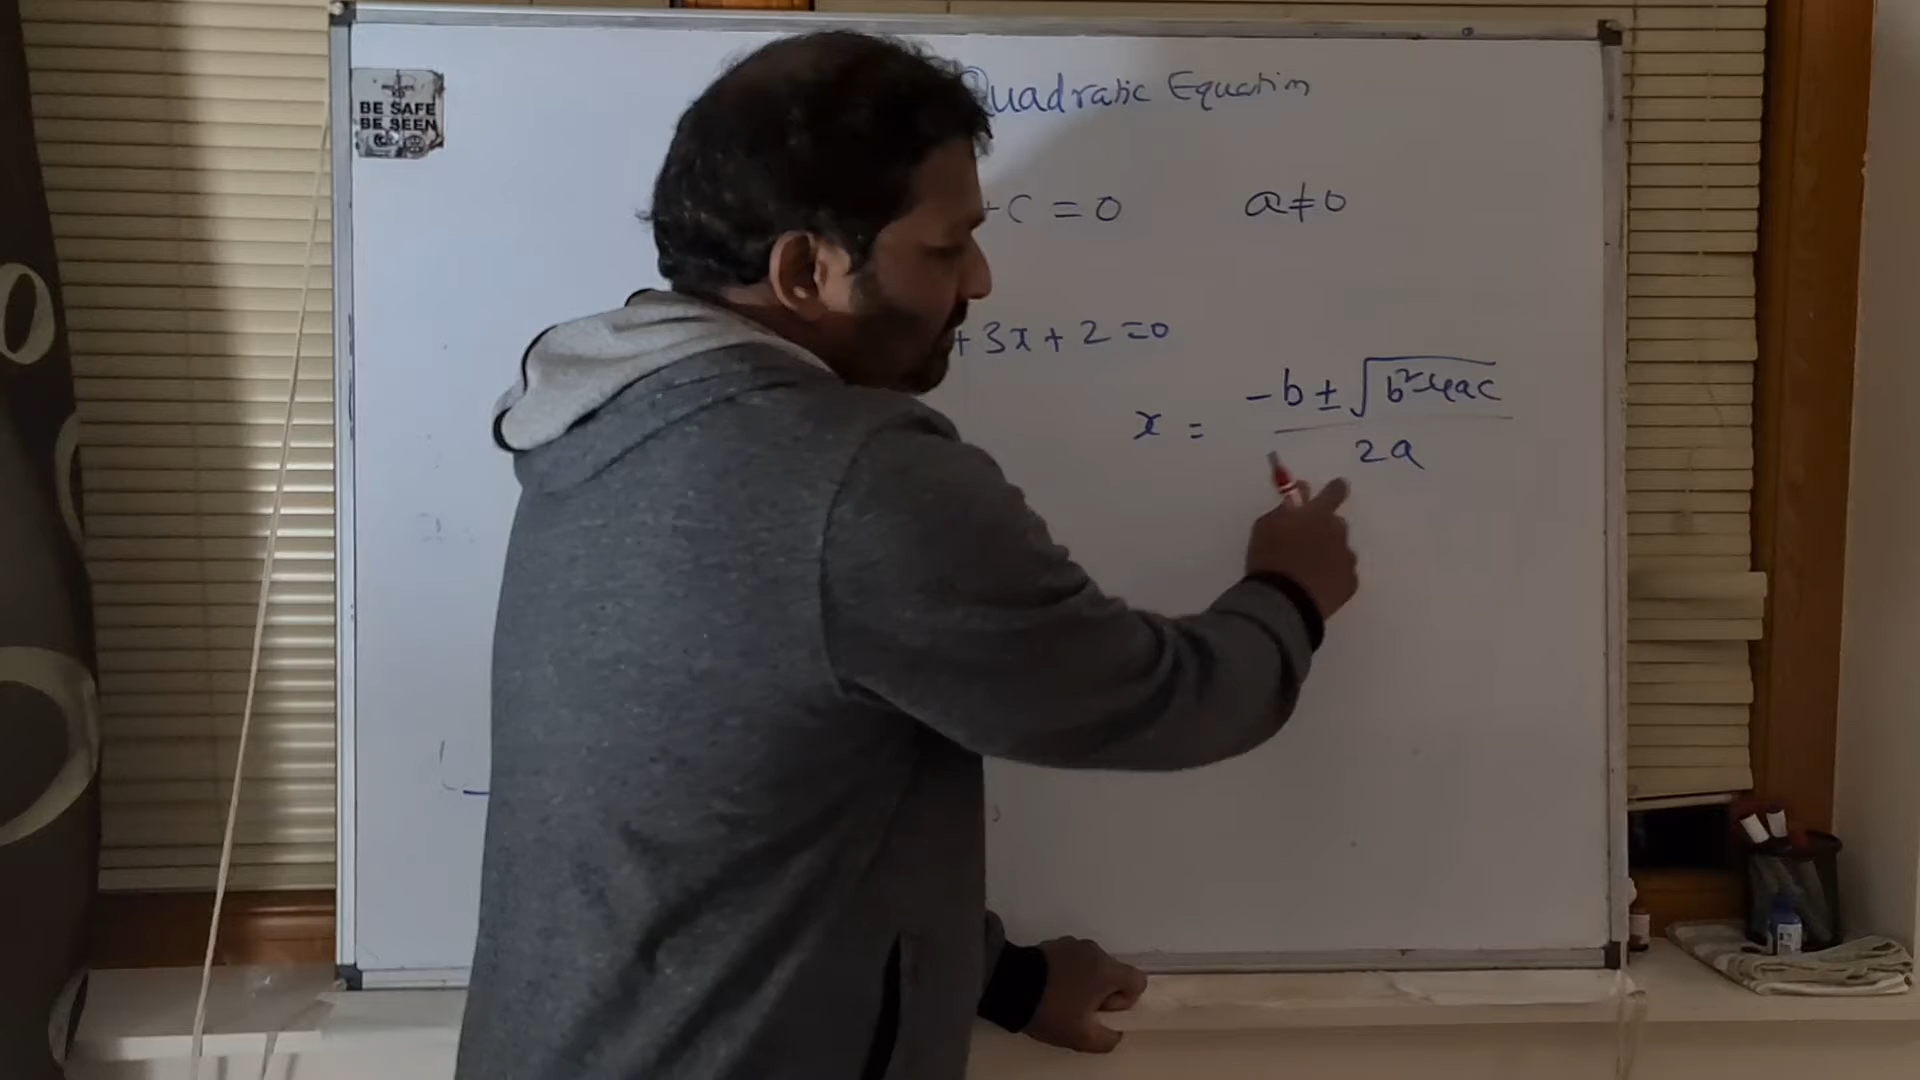 Quadratic Equation
BE SAFE
BE SEEN
+ c = 0 a ≠ 0
+ 3x + 2 = 0
x = -b ± √b²-4ac / 2a